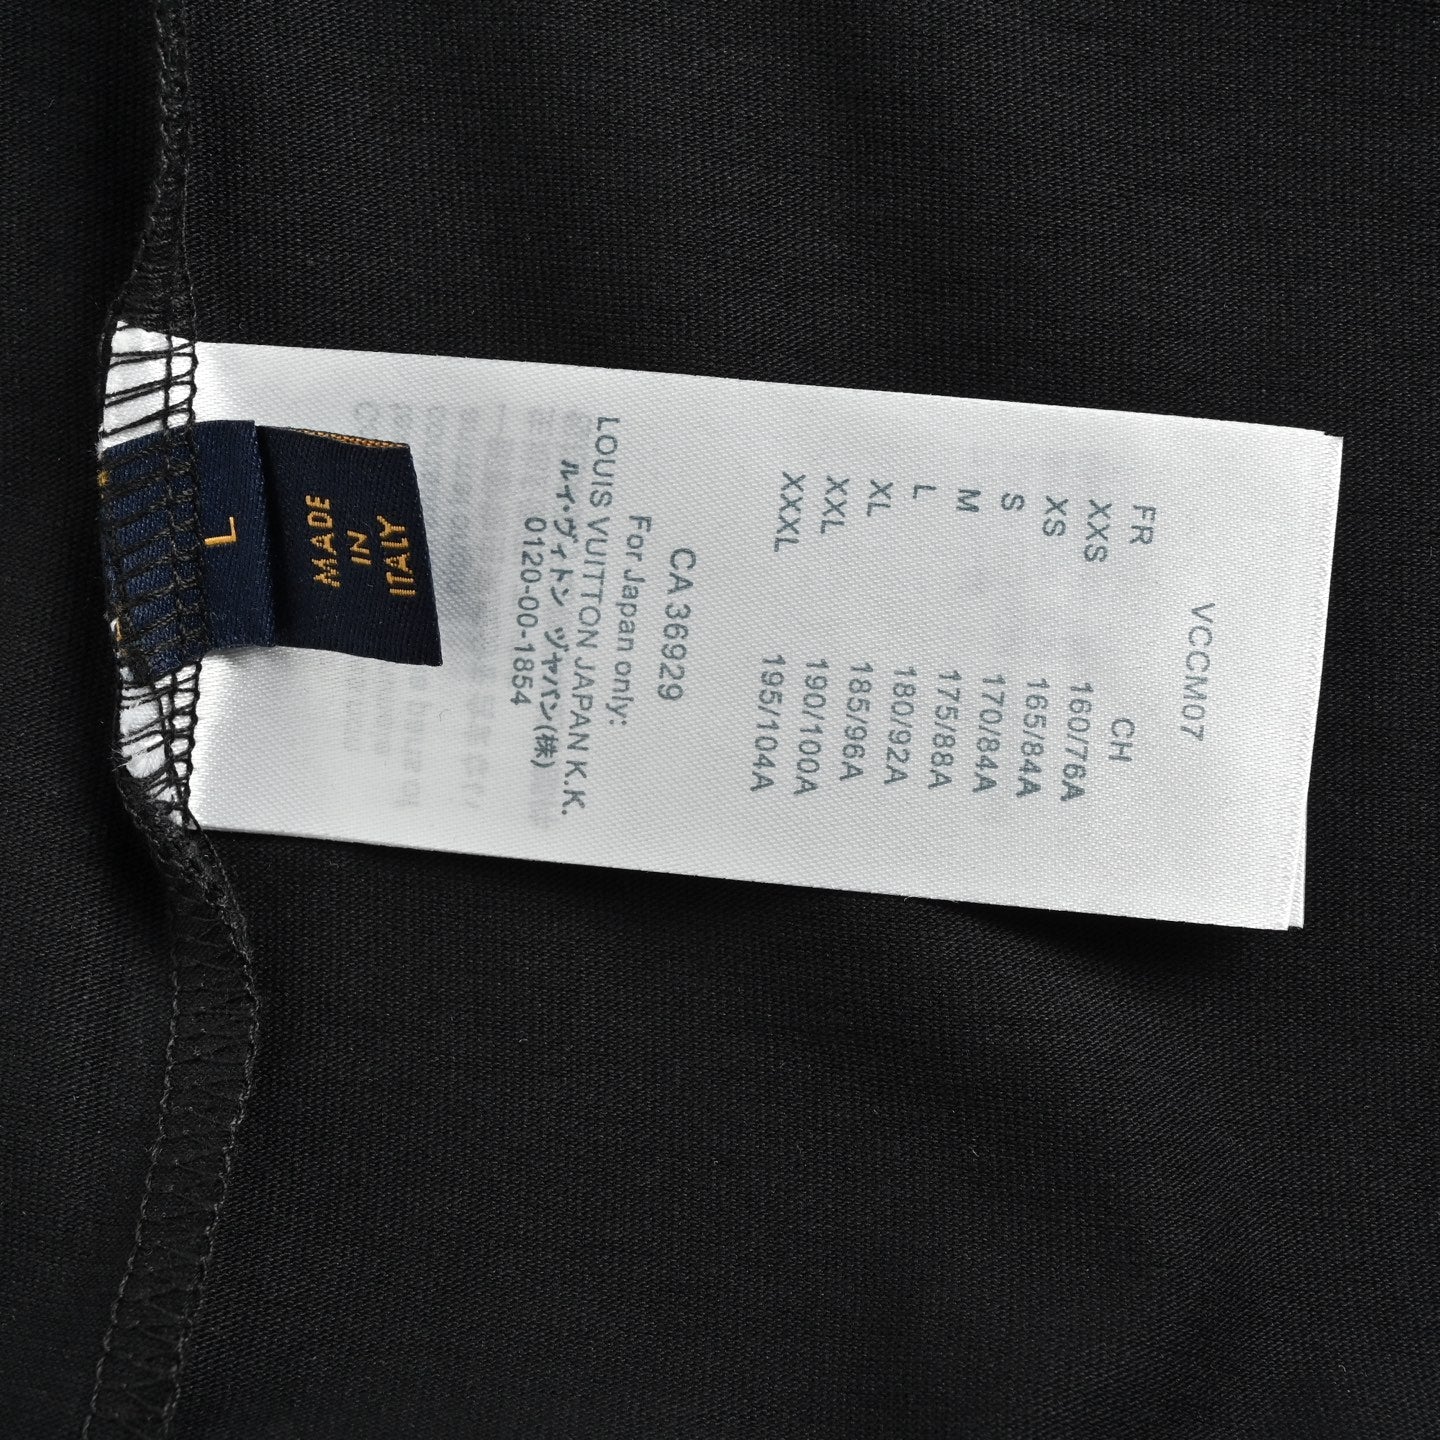 VCCM07
FR CH
XXS 160/76A
XS 165/84A
S 170/84A
M 175/88A
L 180/92A
XL 185/96A
XXL 190/100A
XXXL 195/104A
CA 36929
For Japan only:
LOUIS VUITTON JAPAN K.K.
ルイ・ヴィトン ジャパン(株)
0120-00-1854
L
MADE
IN
ITALY